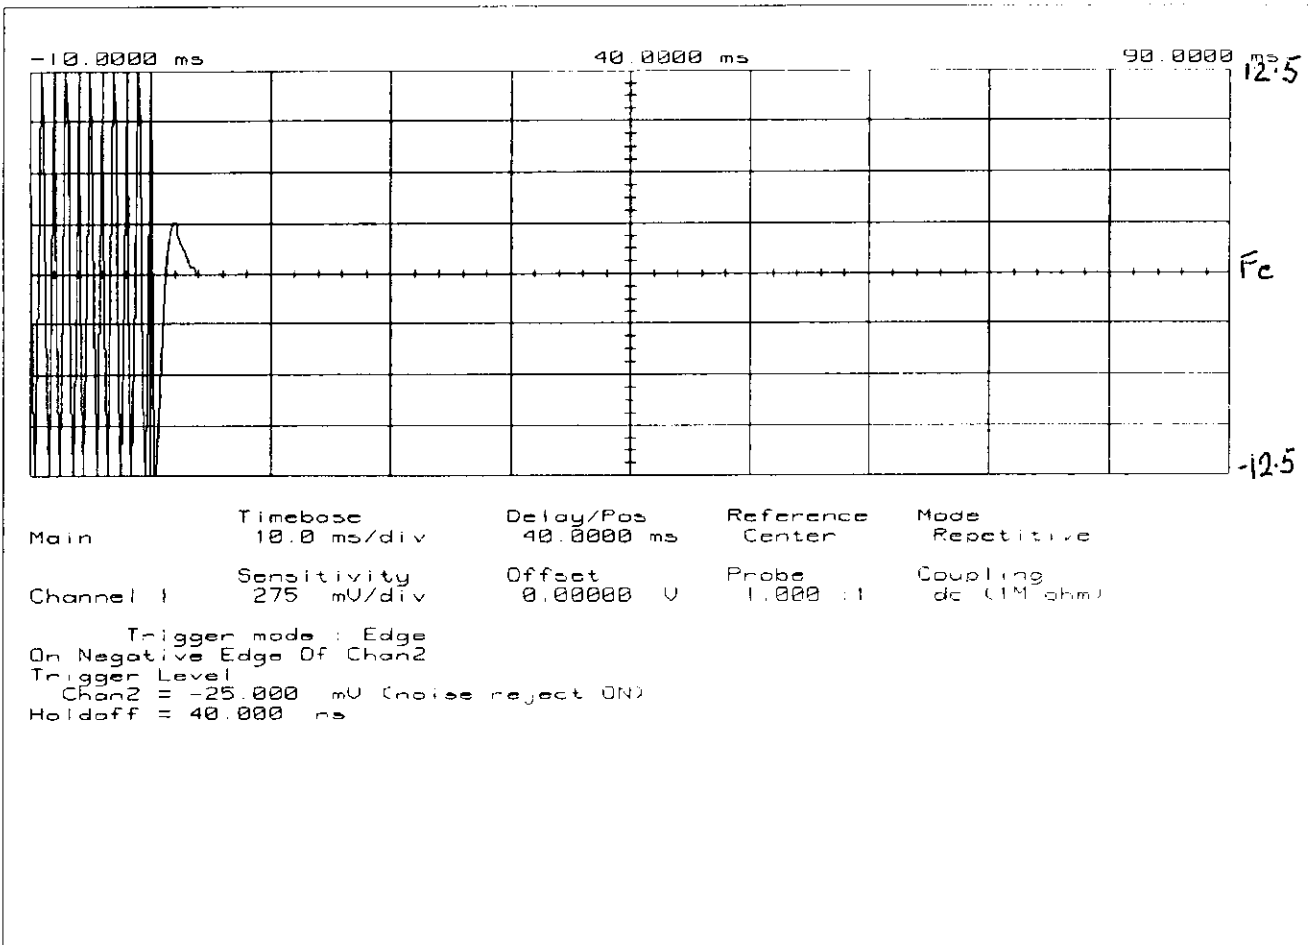 -10.0000 ms 40.0000 ms 90.0000 ms
12.5
Fc
-12.5
Timebase Delay/Pos Reference Mode
Main 10.0 ms/div 40.0000 ms Center Repetitive
Sensitivity Offset Probe Coupling
Channel 1 275 mV/div 0.00000 V 1.000 :1 dc (1M ohm)
Trigger mode : Edge
On Negative Edge Of Chan2
Trigger Level
Chan2 = -25.000 mV (noise reject ON)
Holdoff = 40.000 ns